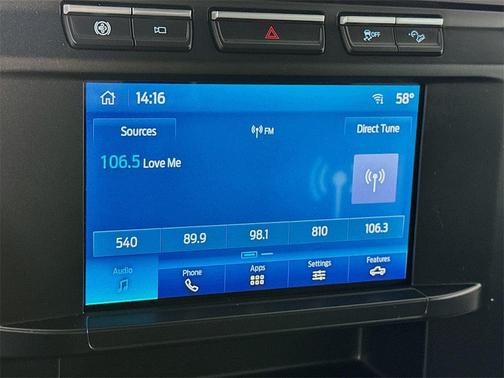 OFF
14:16 58°
Sources FM Direct Tune
106.5 Love Me
540 89.9 98.1 810 106.3
Audio Phone Apps Settings Features